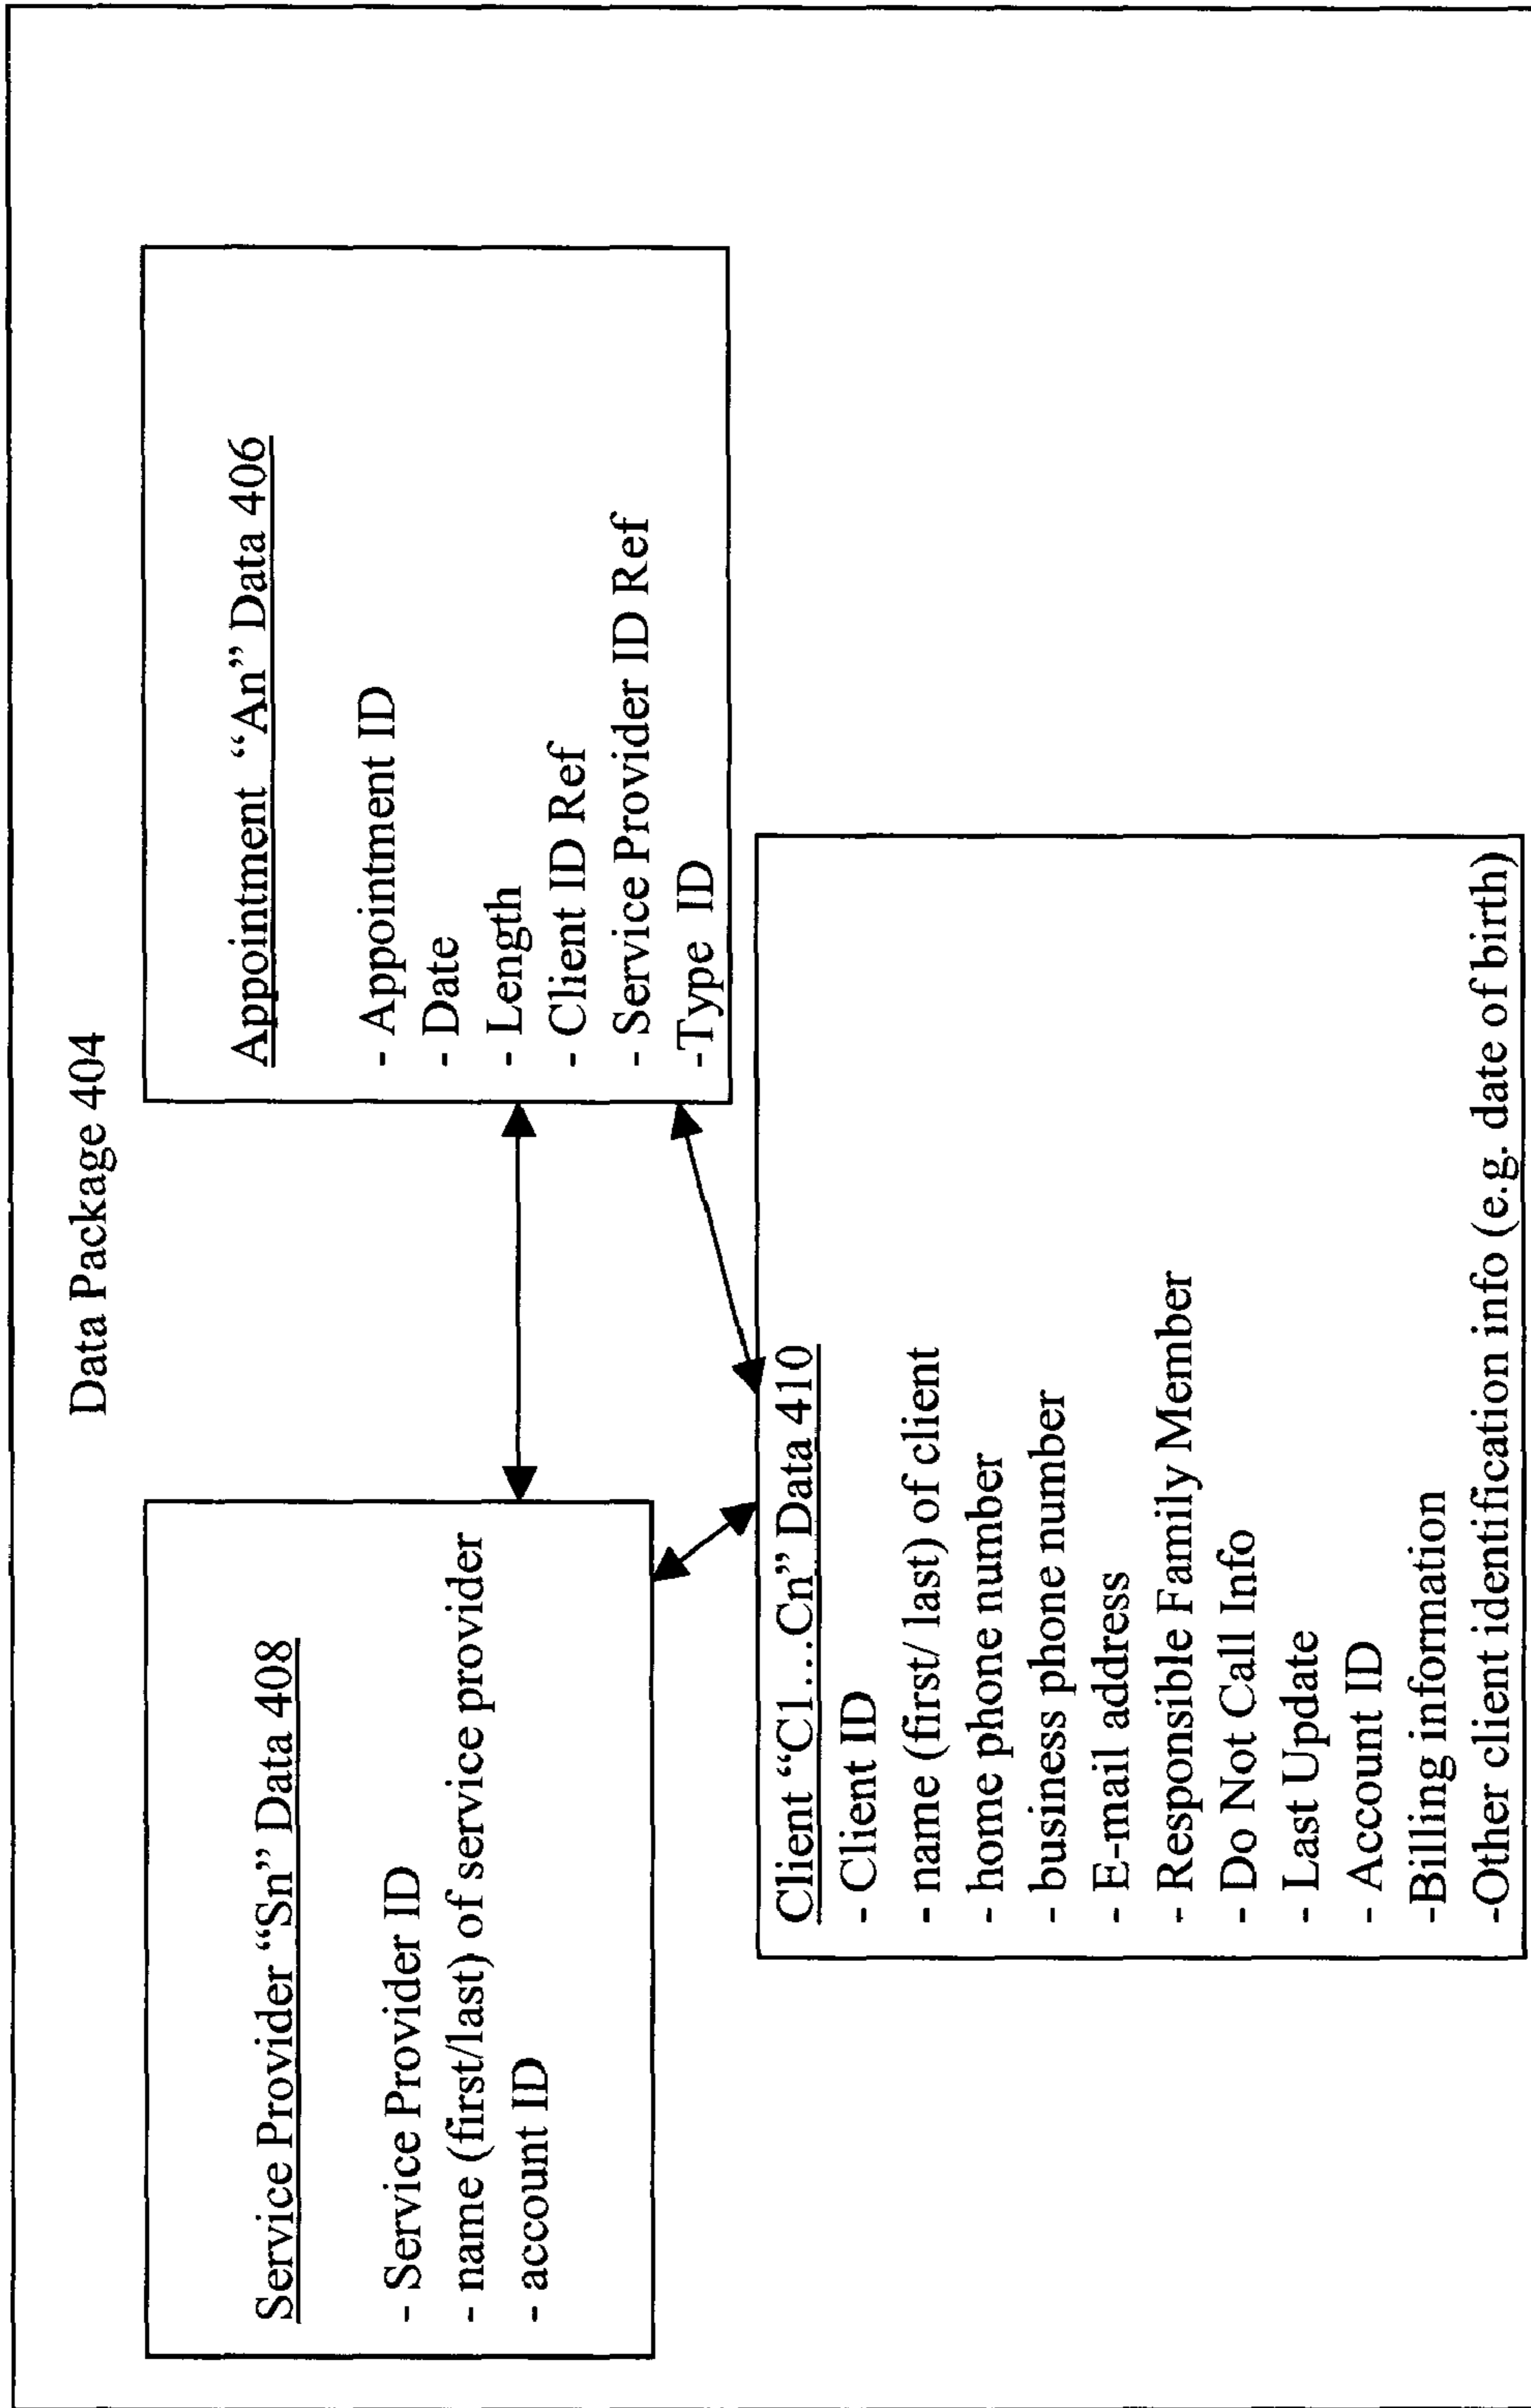 Data Package 404
Service Provider “Sn” Data 408
- Service Provider ID
- name (first/last) of service provider
- account ID
Appointment “An” Data 406
- Appointment ID
- Date
- Length
- Client ID Ref
- Service Provider ID Ref
-Type ID
Client “C1…Cn” Data 410
- Client ID
- name (first/ last) of client
- home phone number
- business phone number
- E-mail address
- Responsible Family Member
- Do Not Call Info
- Last Update
- Account ID
-Billing information
-Other client identification info (e.g. date of birth)